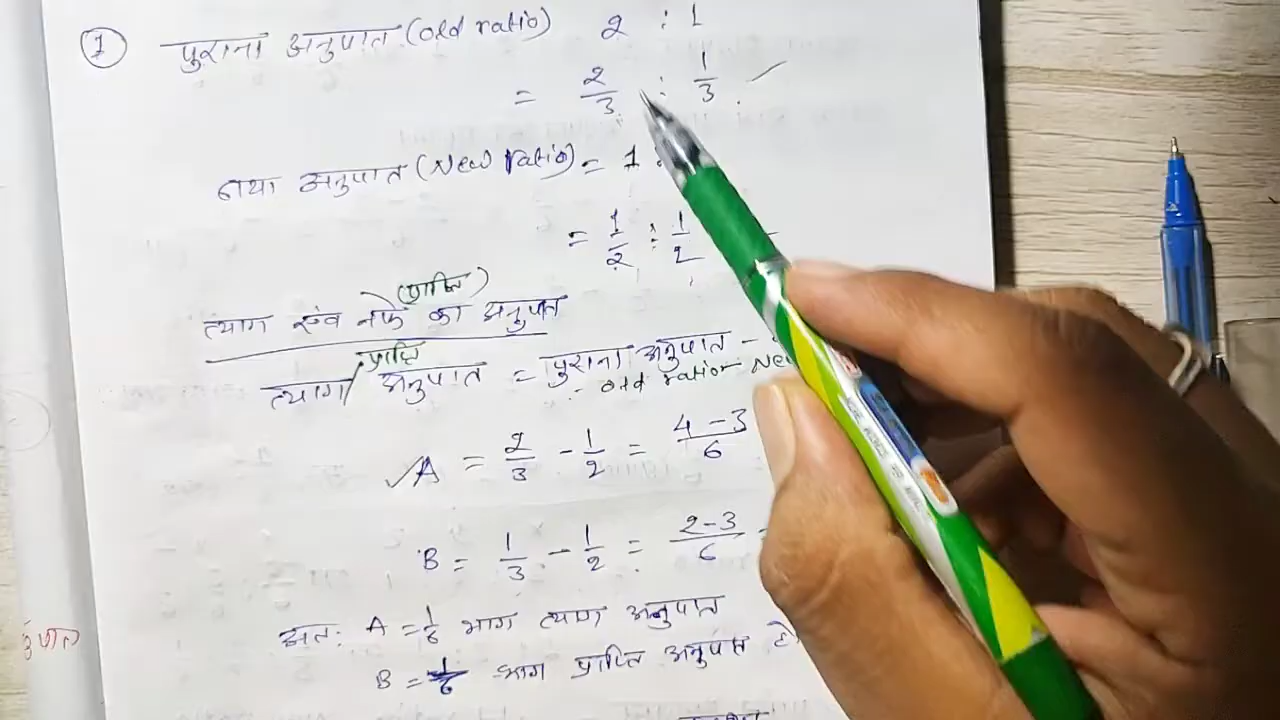 1 पुराना अनुपात (old ratio) 2 : 1
= 2/3 : 1/3
नया अनुपात (New ratio) = 1
= 1/2 : 1/2
(प्राप्ति)
त्याग एंव नफे का अनुपात
प्राप्ति
त्याग/ अनुपात = पुराना अनुपात -
old ratio - New
A = 2/3 - 1/2 = 4-3/6
B = 1/3 - 1/2 = 2-3/6 =
अतः A = 1/6 भाग त्याग अनुपात
B = 1/6 भाग प्राप्ति अनुपात है।